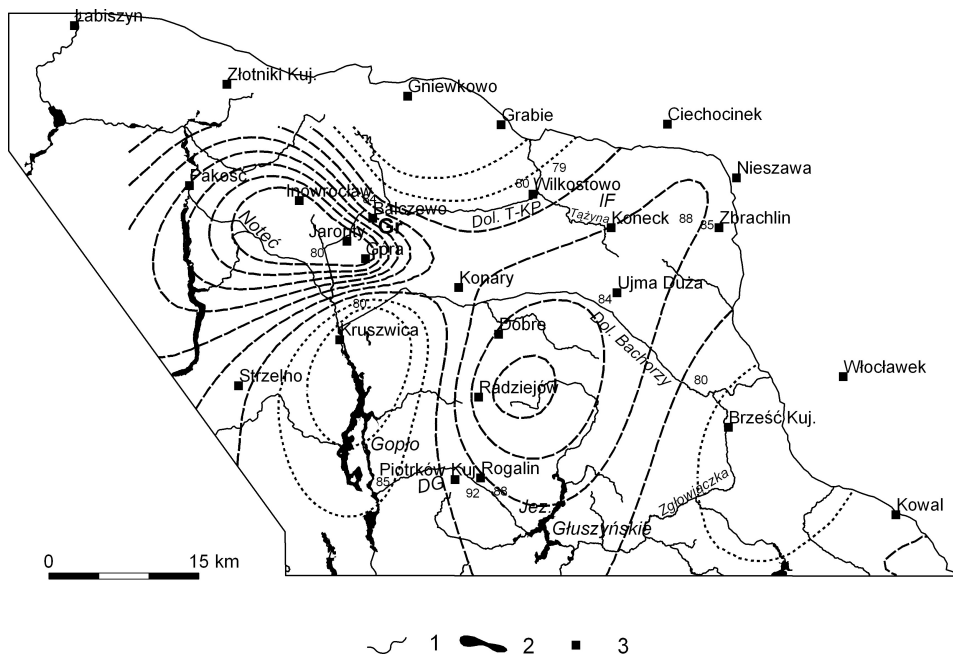 Łabiszyn
Złotniki Kuj.
Gniewkowo
Grabie
Ciechocinek
79
Nieszawa
Pakość
80
Wilkostowo
Inowrocław
84
IF
Balczewo
Dol. T-KP
Tążyna
Koneck
88
85
Zbrachlin
Noteć
Gr
Jaronty
80
Góra
Konary
Ujma Duża
84
80
Kruszwica
Dobre
Dol. Bachorzy
Włocławek
Strzelno
Radziejów
80
Brześć Kuj.
Gopło
Piotrków Kuj.
Rogalin
85
DG
92
88
Zgłowiączka
Jez.
Głuszyńskie
Kowal
0
15 km
1
2
3